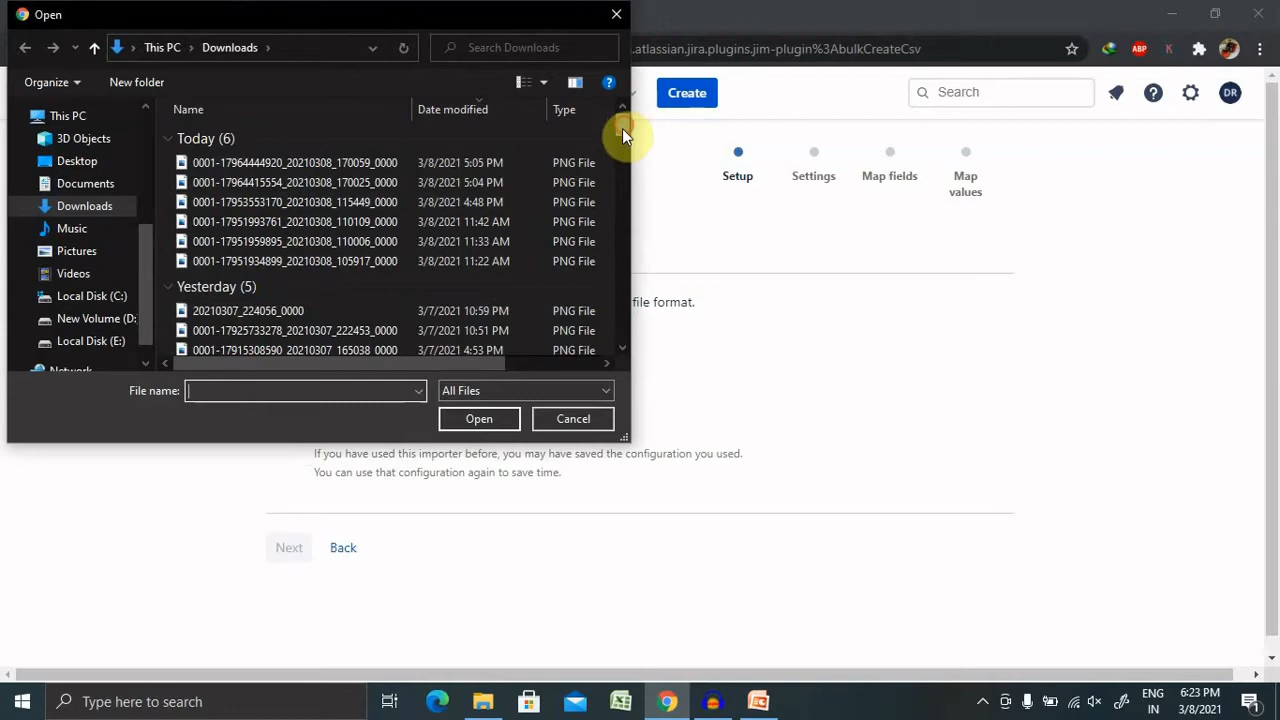 Open
This PC
Downloads
Search Downloads
.atlassian.jira.plugins.jim-plugin%3AbulkCreateCsv
ABP
K
Organize
New folder
Create
Search
DR
This PC
3D Objects
Desktop
Documents
Downloads
Music
Pictures
Videos
Local Disk (C:)
New Volume (D:
Local Disk (E:)
Network
Name
Date modified
Type
Today (6)
0001-17964444920_20210308_170059_0000 3/8/2021 5:05 PM PNG File
0001-17964415554_20210308_170025_0000 3/8/2021 5:04 PM PNG File
0001-17953553170_20210308_115449_0000 3/8/2021 4:48 PM PNG File
0001-17951993761_20210308_110109_0000 3/8/2021 11:42 AM PNG File
0001-17951959895_20210308_110006_0000 3/8/2021 11:33 AM PNG File
0001-17951934899_20210308_105917_0000 3/8/2021 11:22 AM PNG File
Yesterday (5)
20210307_224056_0000 3/7/2021 10:59 PM PNG File
0001-17925733278_20210307_222453_0000 3/7/2021 10:51 PM PNG File
0001-17915308590_20210307_165038_0000 3/7/2021 4:53 PM PNG File
File name:
All Files
Open
Cancel
Setup
Settings
Map fields
Map
values
file format.
If you have used this importer before, you may have saved the configuration you used.
You can use that configuration again to save time.
Next
Back
Type here to search
ENG
IN
6:23 PM
3/8/2021
1